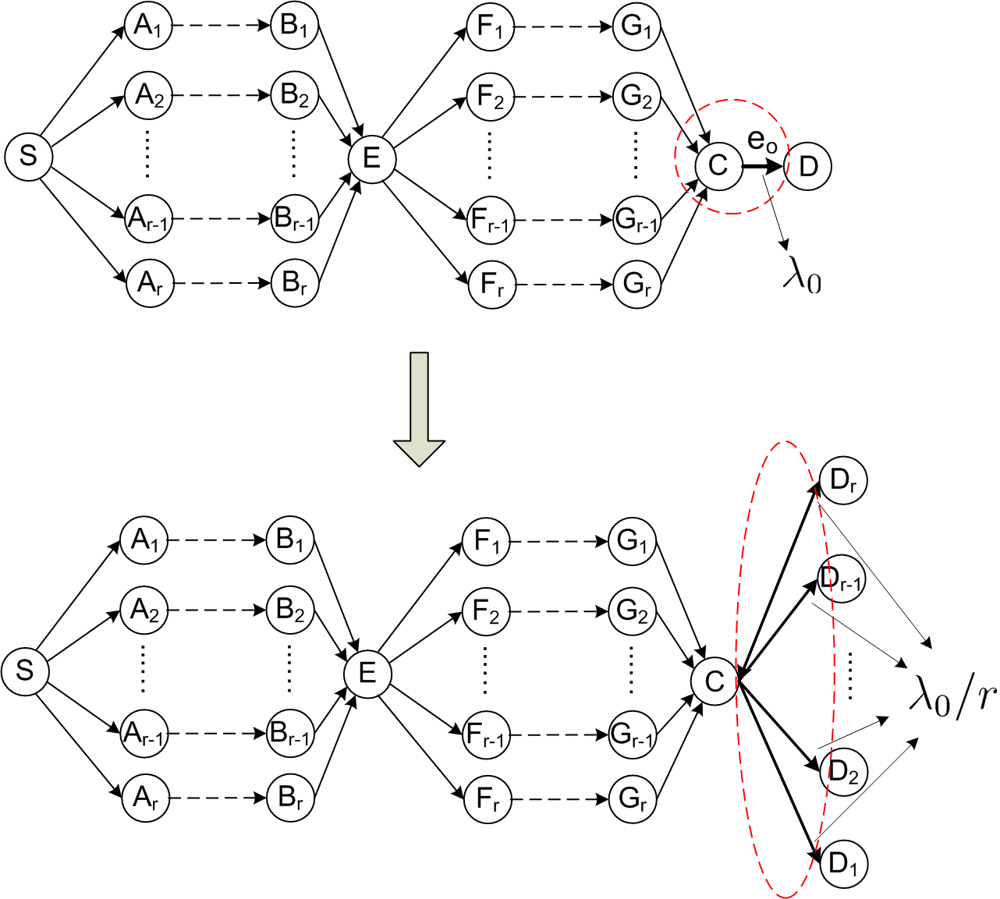 A₁ B₁ F₁ G₁
A₂ B₂ F₂ G₂
S E C eₒ D
Aᵣ₋₁ Bᵣ₋₁ Fᵣ₋₁ Gᵣ₋₁
Aᵣ Bᵣ Fᵣ Gᵣ
λ₀
Dᵣ
A₁ B₁ F₁ G₁
Dᵣ₋₁
A₂ B₂ F₂ G₂
S E C
λ₀/r
Aᵣ₋₁ Bᵣ₋₁ Fᵣ₋₁ Gᵣ₋₁
D₂
Aᵣ Bᵣ Fᵣ Gᵣ
D₁